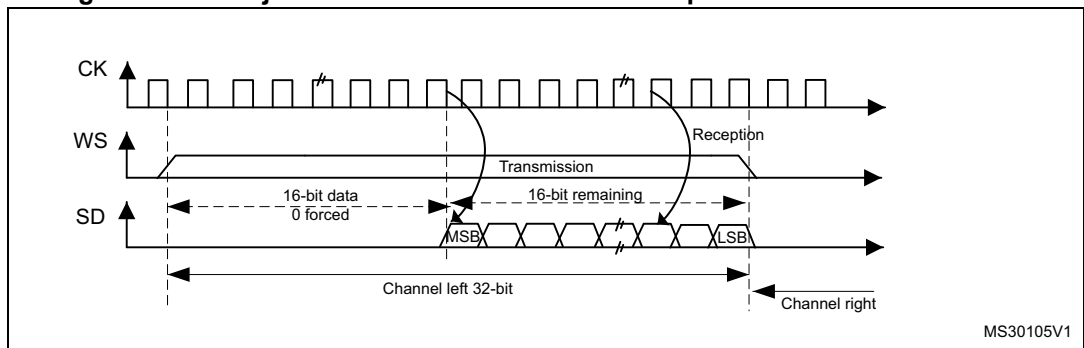 CK
Reception
WS
Transmission
16-bit data
0 forced
16-bit remaining
SD
MSB
LSB
Channel left 32-bit
Channel right
MS30105V1